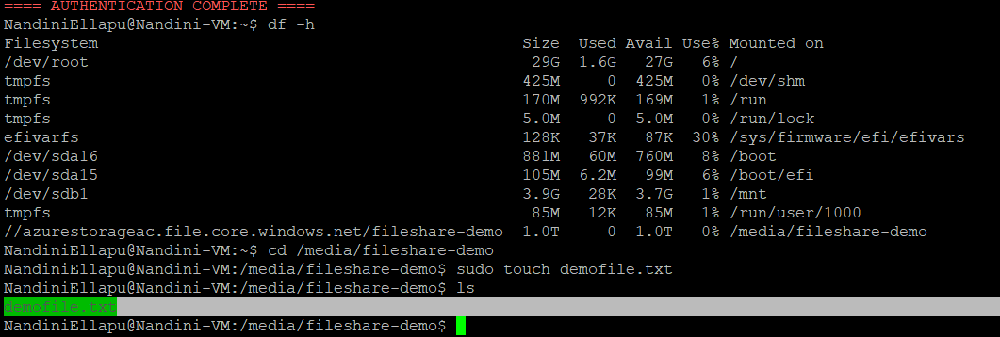 ==== AUTHENTICATION COMPLETE ====
NandiniEllapu@Nandini-VM:~$ df -h
Filesystem Size Used Avail Use% Mounted on
/dev/root 29G 1.6G 27G 6% /
tmpfs 425M 0 425M 0% /dev/shm
tmpfs 170M 992K 169M 1% /run
tmpfs 5.0M 0 5.0M 0% /run/lock
efivarfs 128K 37K 87K 30% /sys/firmware/efi/efivars
/dev/sda16 881M 60M 760M 8% /boot
/dev/sda15 105M 6.2M 99M 6% /boot/efi
/dev/sdb1 3.9G 28K 3.7G 1% /mnt
tmpfs 85M 12K 85M 1% /run/user/1000
//azurestorageac.file.core.windows.net/fileshare-demo 1.0T 0 1.0T 0% /media/fileshare-demo
NandiniEllapu@Nandini-VM:~$ cd /media/fileshare-demo
NandiniEllapu@Nandini-VM:/media/fileshare-demo$ sudo touch demofile.txt
NandiniEllapu@Nandini-VM:/media/fileshare-demo$ ls
demofile.txt
NandiniEllapu@Nandini-VM:/media/fileshare-demo$